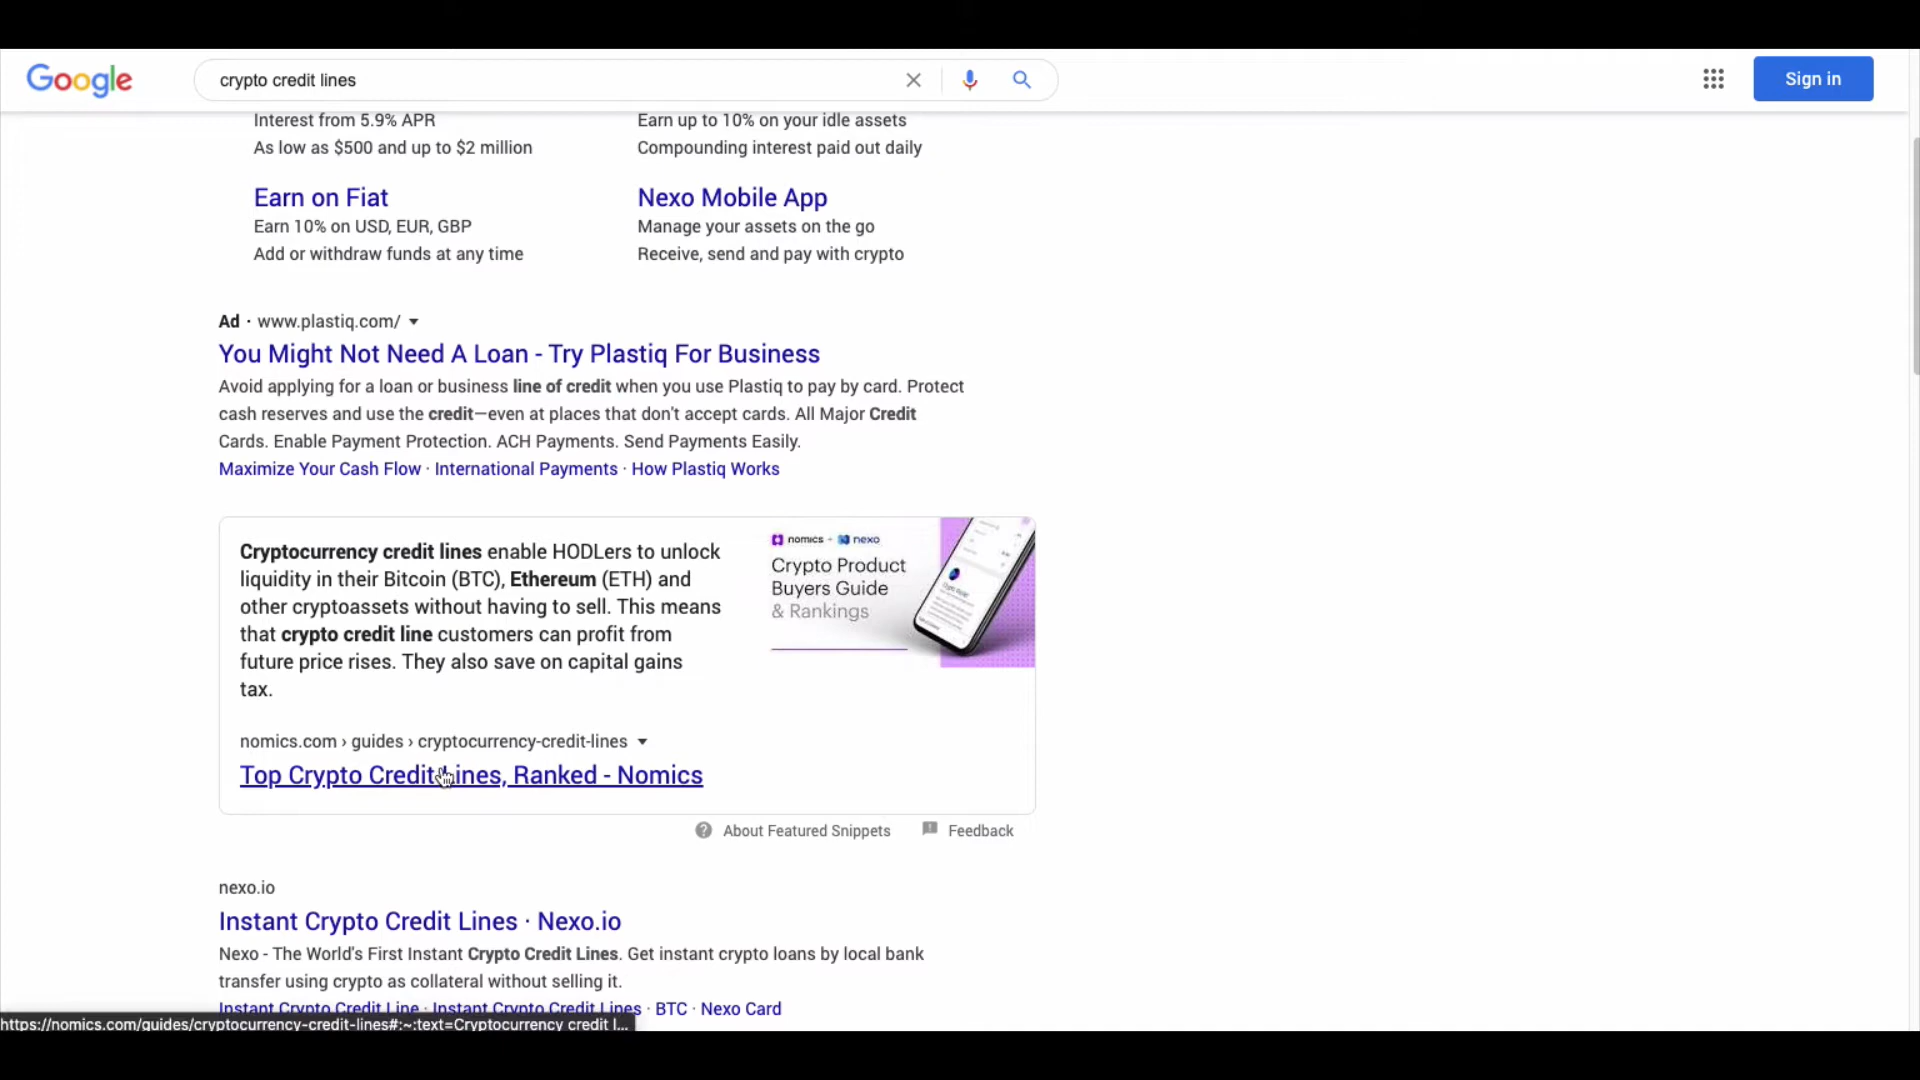 Google
crypto credit lines
Sign in
Interest from 5.9% APR
As low as $500 and up to $2 million
Earn up to 10% on your idle assets
Compounding interest paid out daily
Earn on Fiat
Earn 10% on USD, EUR, GBP
Add or withdraw funds at any time
Nexo Mobile App
Manage your assets on the go
Receive, send and pay with crypto
Ad · www.plastiq.com/
You Might Not Need A Loan - Try Plastiq For Business
Avoid applying for a loan or business line of credit when you use Plastiq to pay by card. Protect
cash reserves and use the credit—even at places that don't accept cards. All Major Credit
Cards. Enable Payment Protection. ACH Payments. Send Payments Easily.
Maximize Your Cash Flow · International Payments · How Plastiq Works
Cryptocurrency credit lines enable HODLers to unlock
liquidity in their Bitcoin (BTC), Ethereum (ETH) and
other cryptoassets without having to sell. This means
that crypto credit line customers can profit from
future price rises. They also save on capital gains
tax.
nomics - nexo
Crypto Product
Buyers Guide
& Rankings
nomics.com › guides › cryptocurrency-credit-lines
Top Crypto Credit Lines, Ranked - Nomics
About Featured Snippets
Feedback
nexo.io
Instant Crypto Credit Lines · Nexo.io
Nexo - The World's First Instant Crypto Credit Lines. Get instant crypto loans by local bank
transfer using crypto as collateral without selling it.
Instant Crypto Credit Line · Instant Crypto Credit Lines · BTC · Nexo Card
https://nomics.com/guides/cryptocurrency-credit-lines#:~:text=Cryptocurrency credit l...